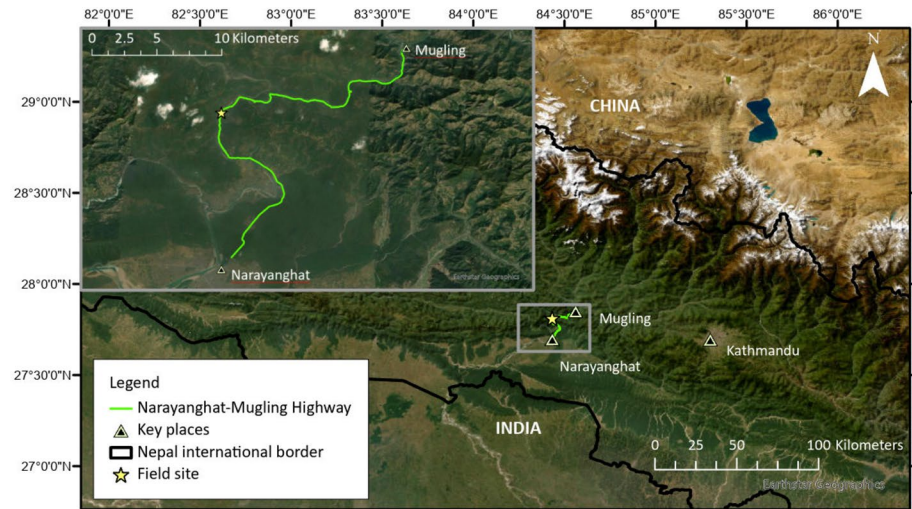 82°0'0"E 82°30'0"E 83°0'0"E 83°30'0"E 84°0'0"E 84°30'0"E 85°0'0"E 85°30'0"E 86°0'0"E
0 2.5 5 10 Kilometers
Mugling
N
29°0'0"N
CHINA
28°30'0"N
Narayanghat
Earthstar Geographics
28°0'0"N
Mugling
Kathmandu
Narayanghat
27°30'0"N
Legend
Narayanghat-Mugling Highway
Key places
Nepal international border
Field site
INDIA
0 25 50 100 Kilometers
27°0'0"N
Earthstar Geographics